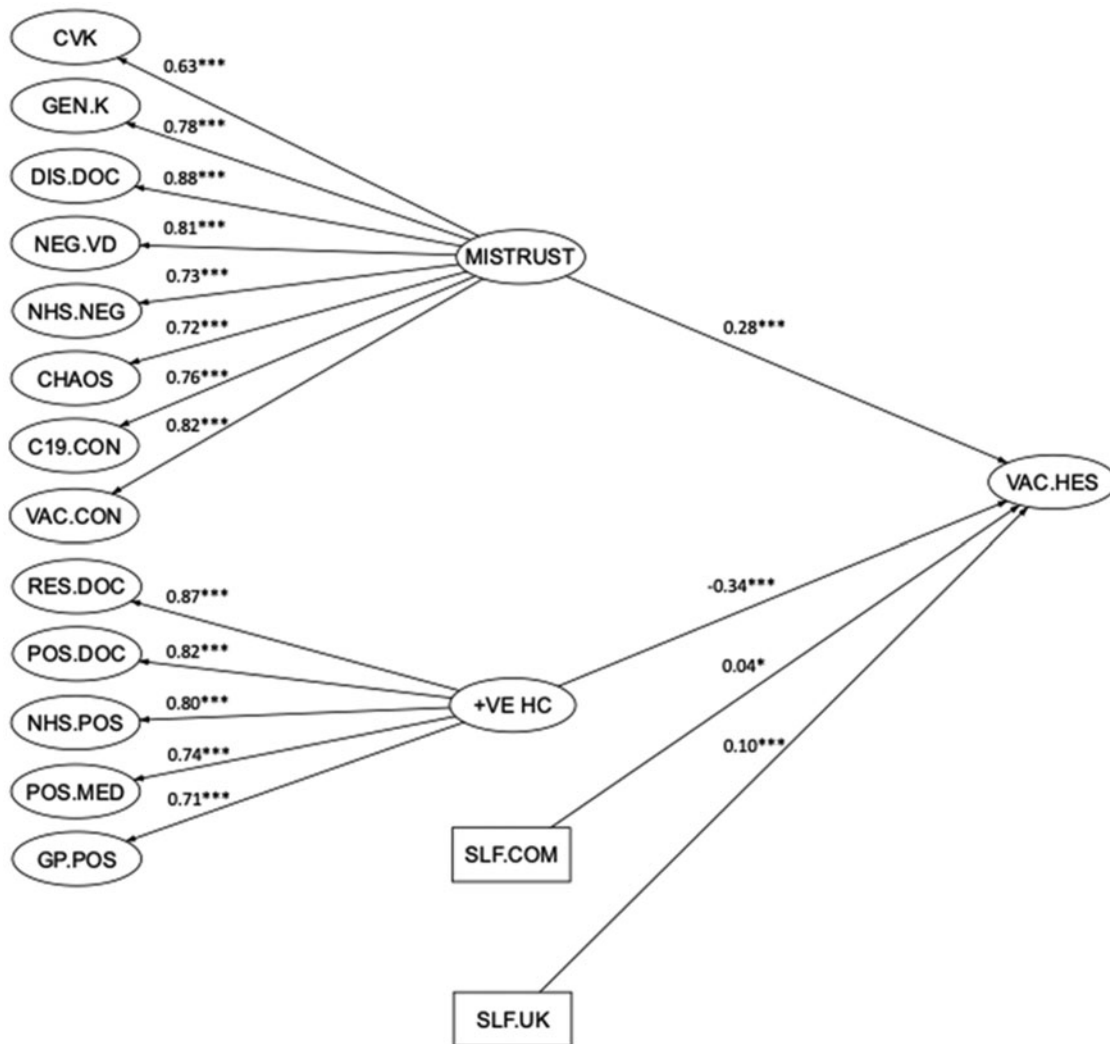 CVK
0.63***
GEN.K
0.78***
DIS.DOC
0.88***
NEG.VD
0.81***
MISTRUST
NHS.NEG
0.73***
0.28***
CHAOS
0.72***
C19.CON
0.76***
VAC.CON
0.82***
VAC.HES
RES.DOC
0.87***
-0.34***
POS.DOC
0.82***
0.04*
NHS.POS
0.80***
+VE HC
0.10***
POS.MED
0.74***
GP.POS
0.71***
SLF.COM
SLF.UK